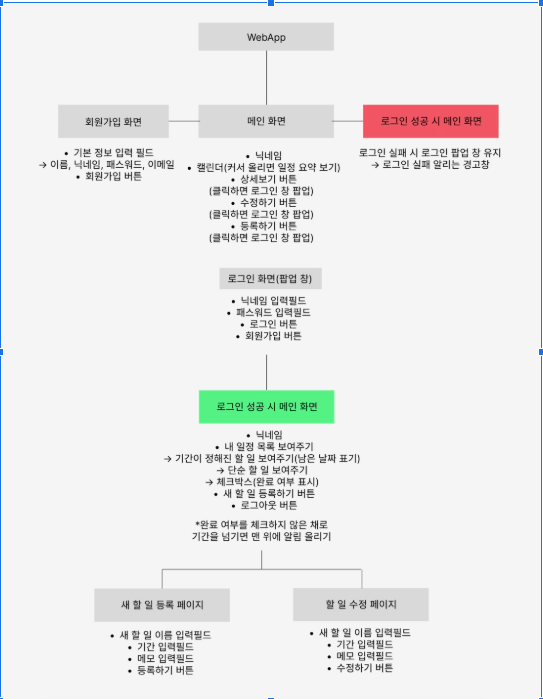 WebApp
회원가입 화면
메인 화면
로그인 성공 시 메인 화면
• 기본 정보 입력 필드
→ 이름, 닉네임, 패스워드, 이메일
• 회원가입 버튼
• 닉네임
• 캘린더(커서 올리면 일정 요약 보기)
• 상세보기 버튼
(클릭하면 로그인 창 팝업)
• 수정하기 버튼
(클릭하면 로그인 창 팝업)
• 등록하기 버튼
(클릭하면 로그인 창 팝업)
로그인 실패 시 로그인 팝업 창 유지
→ 로그인 실패 알리는 경고창
로그인 화면(팝업 창)
• 닉네임 입력필드
• 패스워드 입력필드
• 로그인 버튼
• 회원가입 버튼
로그인 성공 시 메인 화면
• 닉네임
• 내 일정 목록 보여주기
→ 기간이 정해진 할 일 보여주기(남은 날짜 표기)
→ 단순 할 일 보여주기
→ 체크박스(완료 여부 표시)
• 새 할 일 등록하기 버튼
• 로그아웃 버튼
*완료 여부를 체크하지 않은 채로
기간을 넘기면 맨 위에 알림 울리기
새 할 일 등록 페이지
• 새 할 일 이름 입력필드
• 기간 입력필드
• 메모 입력필드
• 등록하기 버튼
할 일 수정 페이지
• 새 할 일 이름 입력필드
• 기간 입력필드
• 메모 입력필드
• 수정하기 버튼